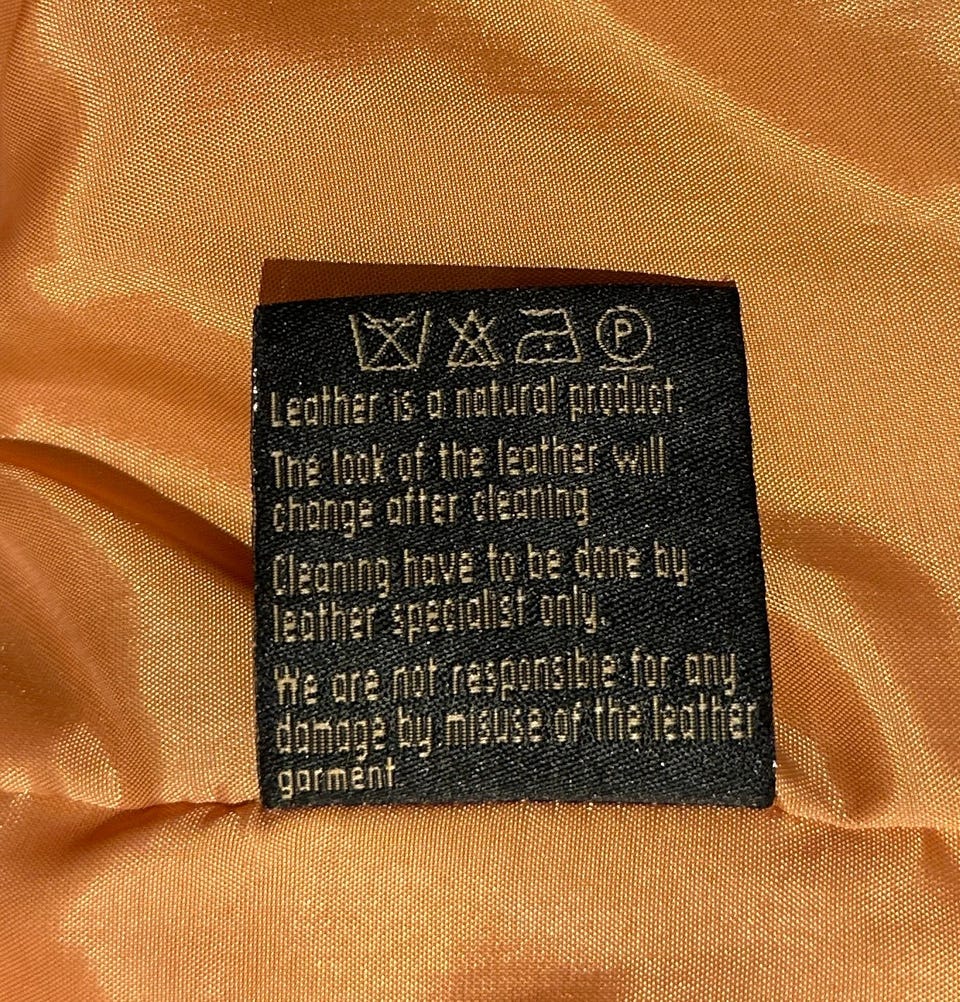 P
Leather is a natural product.
The look of the leather will
change after cleaning
Cleaning have to be done by
leather specialist only.
We are not responsible for any
damage by misuse of the leather
garment.